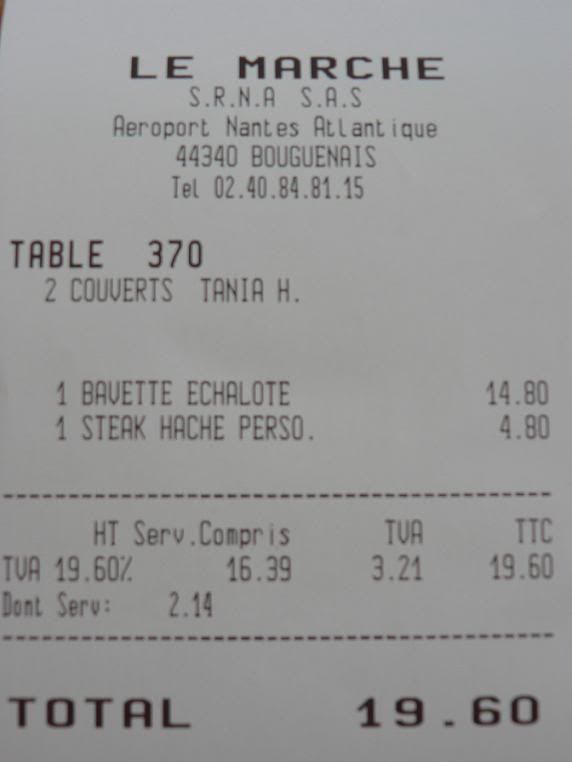 LE MARCHE
S.R.N.A S.A.S
Aeroport Nantes Atlantique
44340 BOUGUENAIS
Tel 02.40.84.81.15
TABLE 370
2 COUVERTS TANIA H.
1 BAVETTE ECHALOTE 14.80
1 STEAK HACHE PERSO. 4.80
HT Serv.Compris TVA TTC
TVA 19.60% 16.39 3.21 19.60
Dont Serv: 2.14
TOTAL 19.60